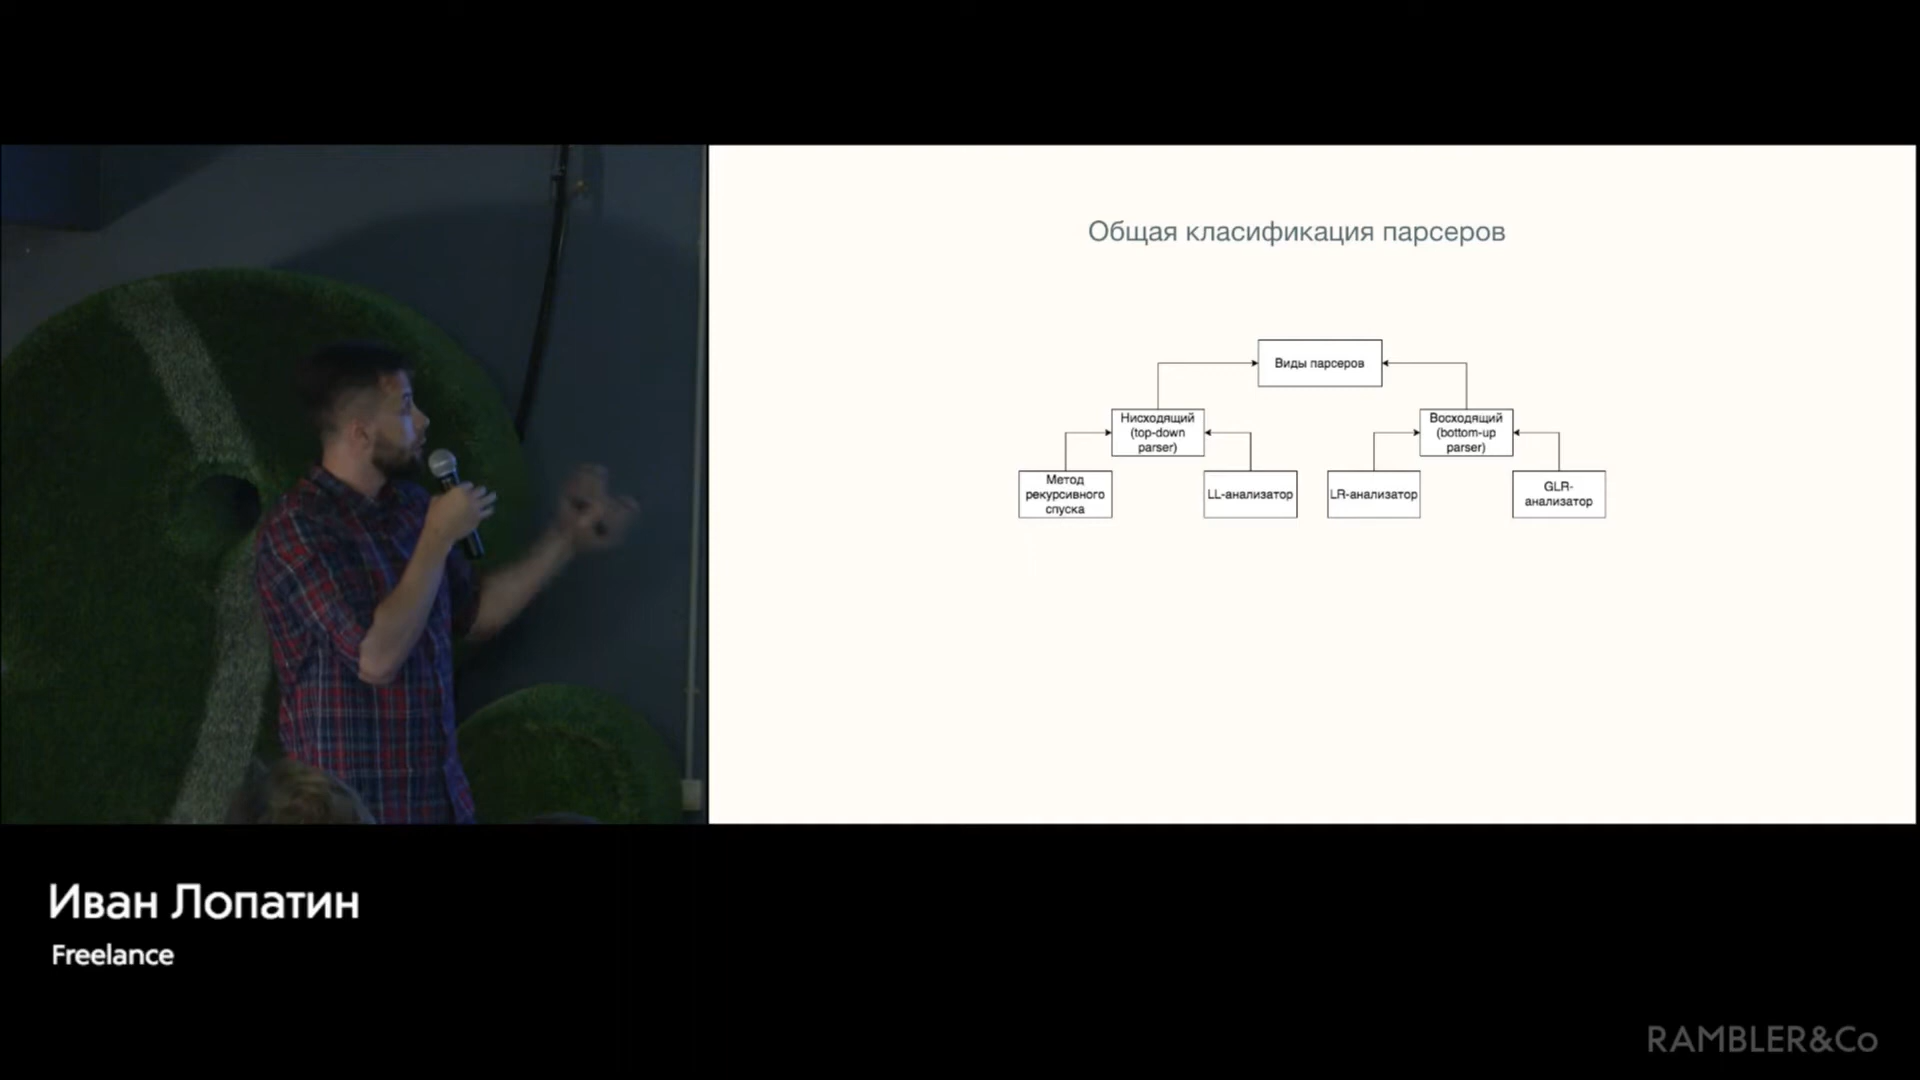 Общая класификация парсеров
Виды парсеров
Нисходящий
(top-down
parser)
Восходящий
(bottom-up
parser)
Метод
рекурсивного
спуска
LL-анализатор
LR-анализатор
GLR-
анализатор
Иван Лопатин
Freelance
RAMBLER&Co